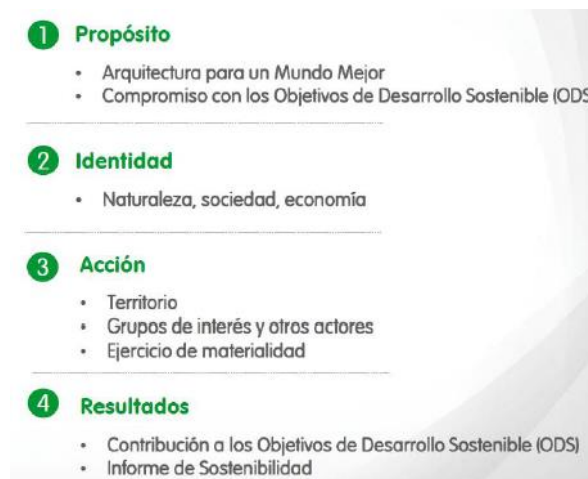 1 Propósito
• Arquitectura para un Mundo Mejor
• Compromiso con los Objetivos de Desarrollo Sostenible (ODS
2 Identidad
• Naturaleza, sociedad, economía
3 Acción
• Territorio
• Grupos de interés y otros actores
• Ejercicio de materialidad
4 Resultados
• Contribución a los Objetivos de Desarrollo Sostenible (ODS)
• Informe de Sostenibilidad